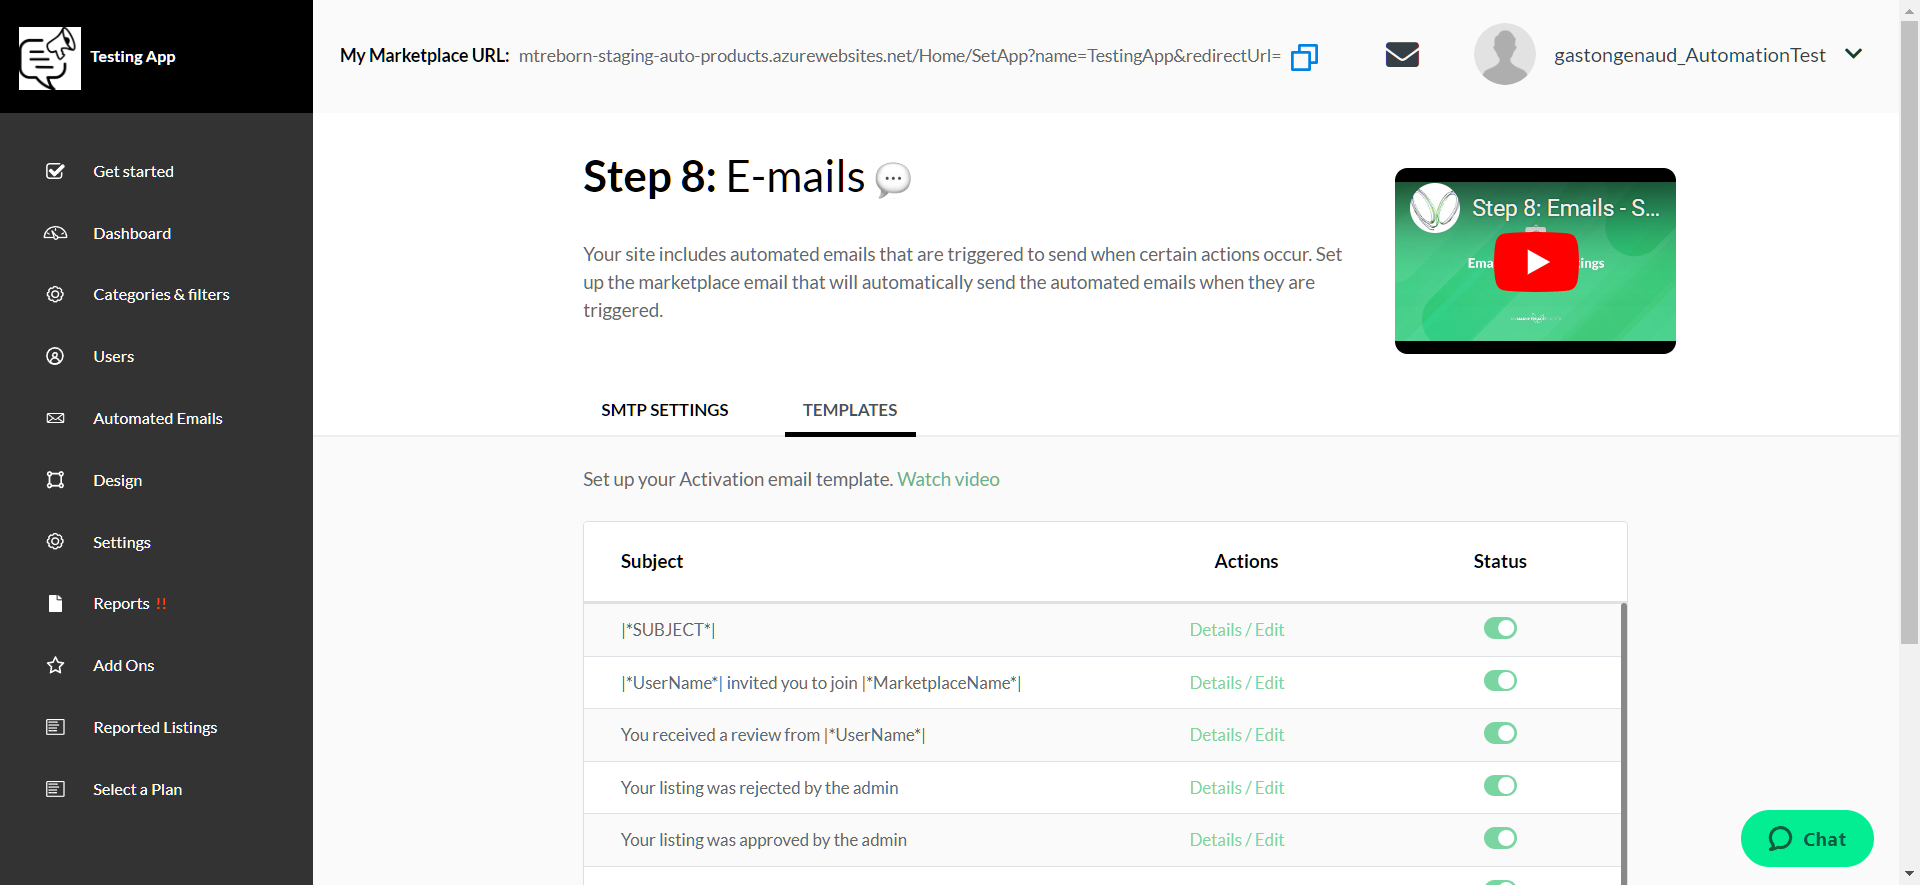 Testing App
My Marketplace URL: mtreborn-staging-auto-products.azurewebsites.net/Home/SetApp?name=TestingApp&redirectUrl=
gastongenaud_AutomationTest
Get started
Dashboard
Categories & filters
Users
Automated Emails
Design
Settings
Reports !!
Add Ons
Reported Listings
Select a Plan
Step 8: E-mails
Your site includes automated emails that are triggered to send when certain actions occur. Set
up the marketplace email that will automatically send the automated emails when they are
triggered.
Step 8: Emails - S...
Ema ings
SMTP SETTINGS TEMPLATES
Set up your Activation email template. Watch video
Subject Actions Status
|*SUBJECT*| Details / Edit
|*UserName*| invited you to join |*MarketplaceName*| Details / Edit
You received a review from |*UserName*| Details / Edit
Your listing was rejected by the admin Details / Edit
Your listing was approved by the admin Details / Edit
Chat